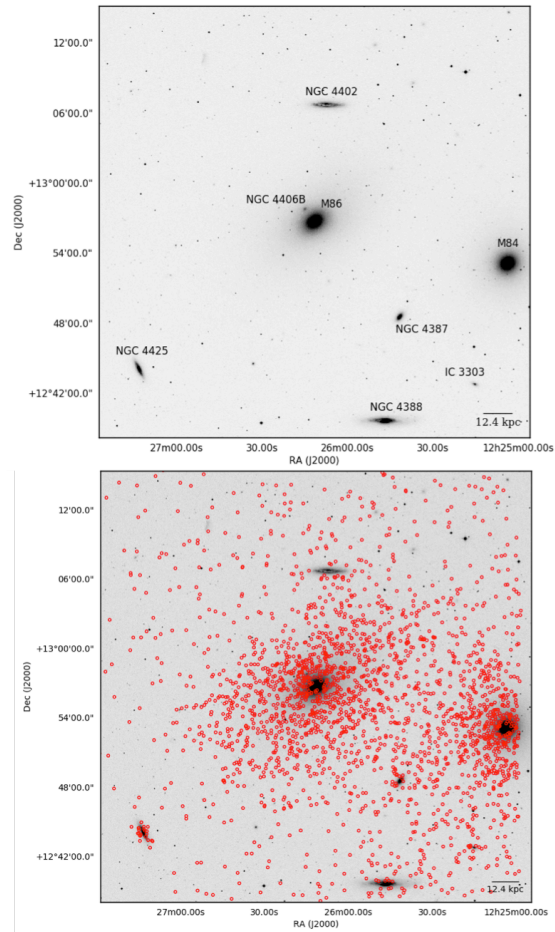 12'00.0"
NGC 4402
06'00.0"
+13°00'00.0"
NGC 4406B
M86
M84
54'00.0"
48'00.0"
NGC 4387
NGC 4425
IC 3303
+12°42'00.0"
NGC 4388
12.4 kpc
Dec (J2000)
27m00.00s 30.00s 26m00.00s 30.00s 12h25m00.00s
RA (J2000)
12'00.0"
06'00.0"
+13°00'00.0"
54'00.0"
48'00.0"
+12°42'00.0"
12.4 kpc
Dec (J2000)
27m00.00s 30.00s 26m00.00s 30.00s 12h25m00.00s
RA (J2000)